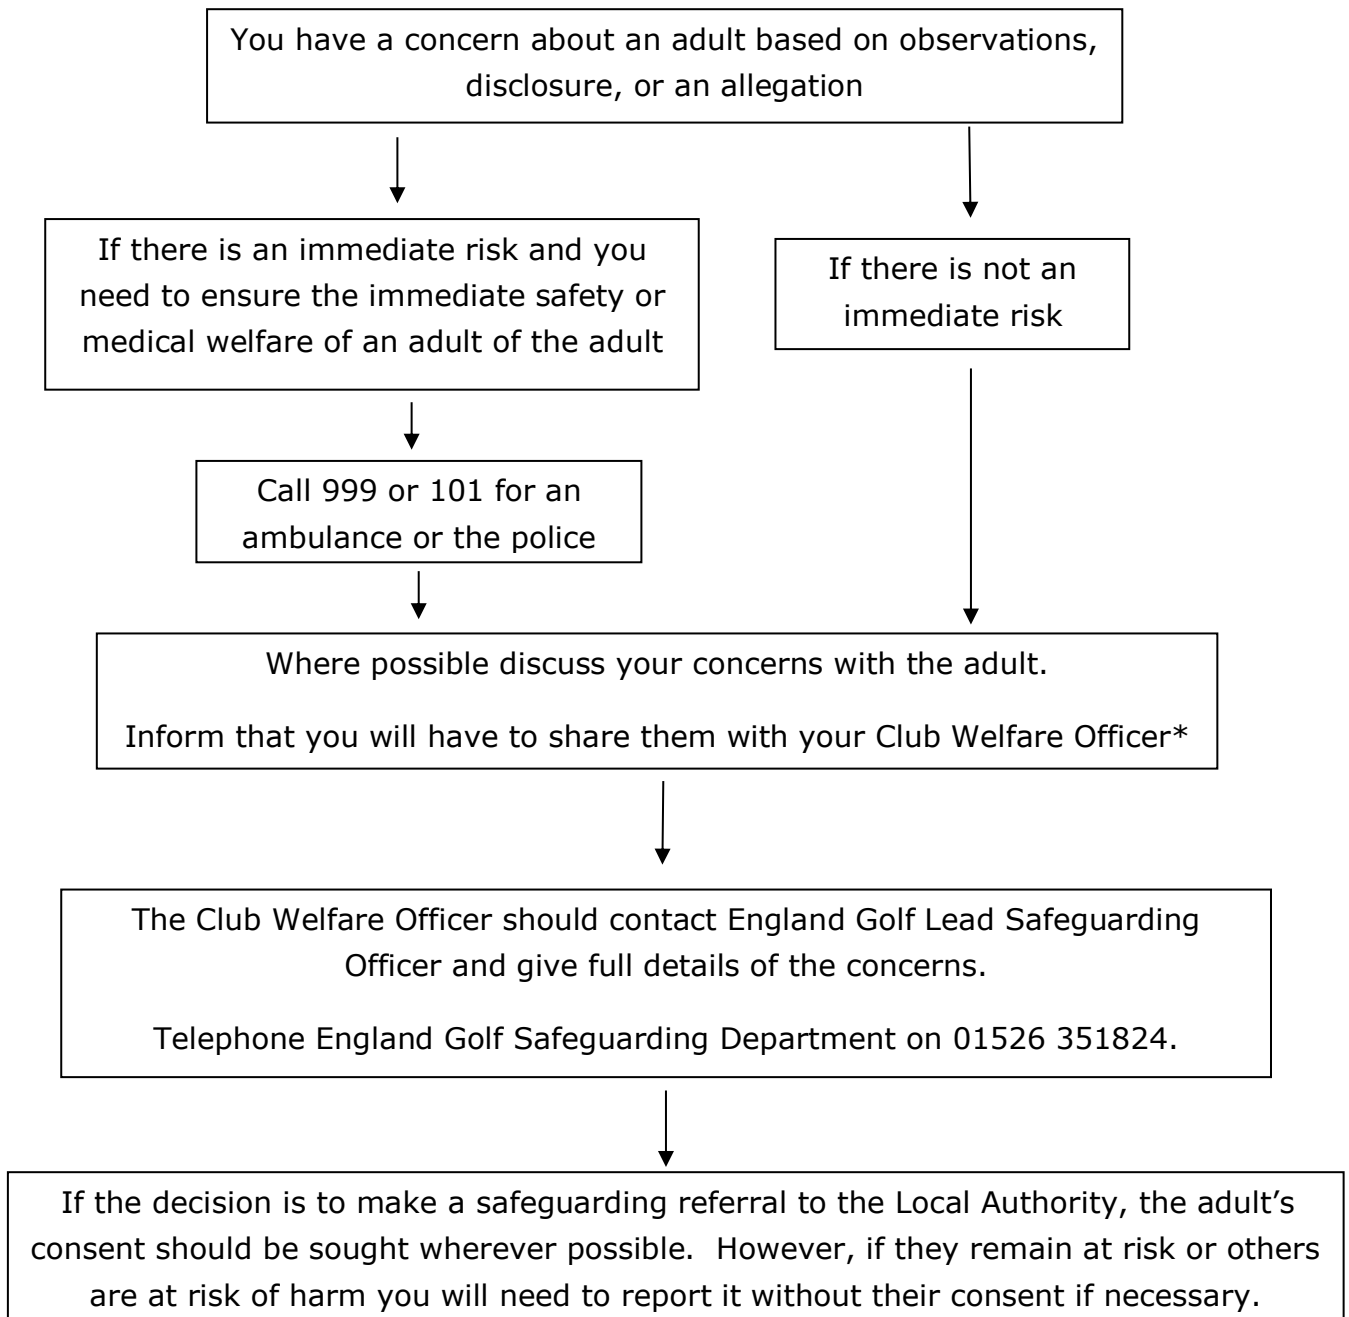 You have a concern about an adult based on observations,
disclosure, or an allegation
If there is an immediate risk and you
need to ensure the immediate safety or
medical welfare of an adult of the adult
If there is not an
immediate risk
Call 999 or 101 for an
ambulance or the police
Where possible discuss your concerns with the adult.
Inform that you will have to share them with your Club Welfare Officer*
The Club Welfare Officer should contact England Golf Lead Safeguarding
Officer and give full details of the concerns.
Telephone England Golf Safeguarding Department on 01526 351824.
If the decision is to make a safeguarding referral to the Local Authority, the adult’s
consent should be sought wherever possible.  However, if they remain at risk or others
are at risk of harm you will need to report it without their consent if necessary.